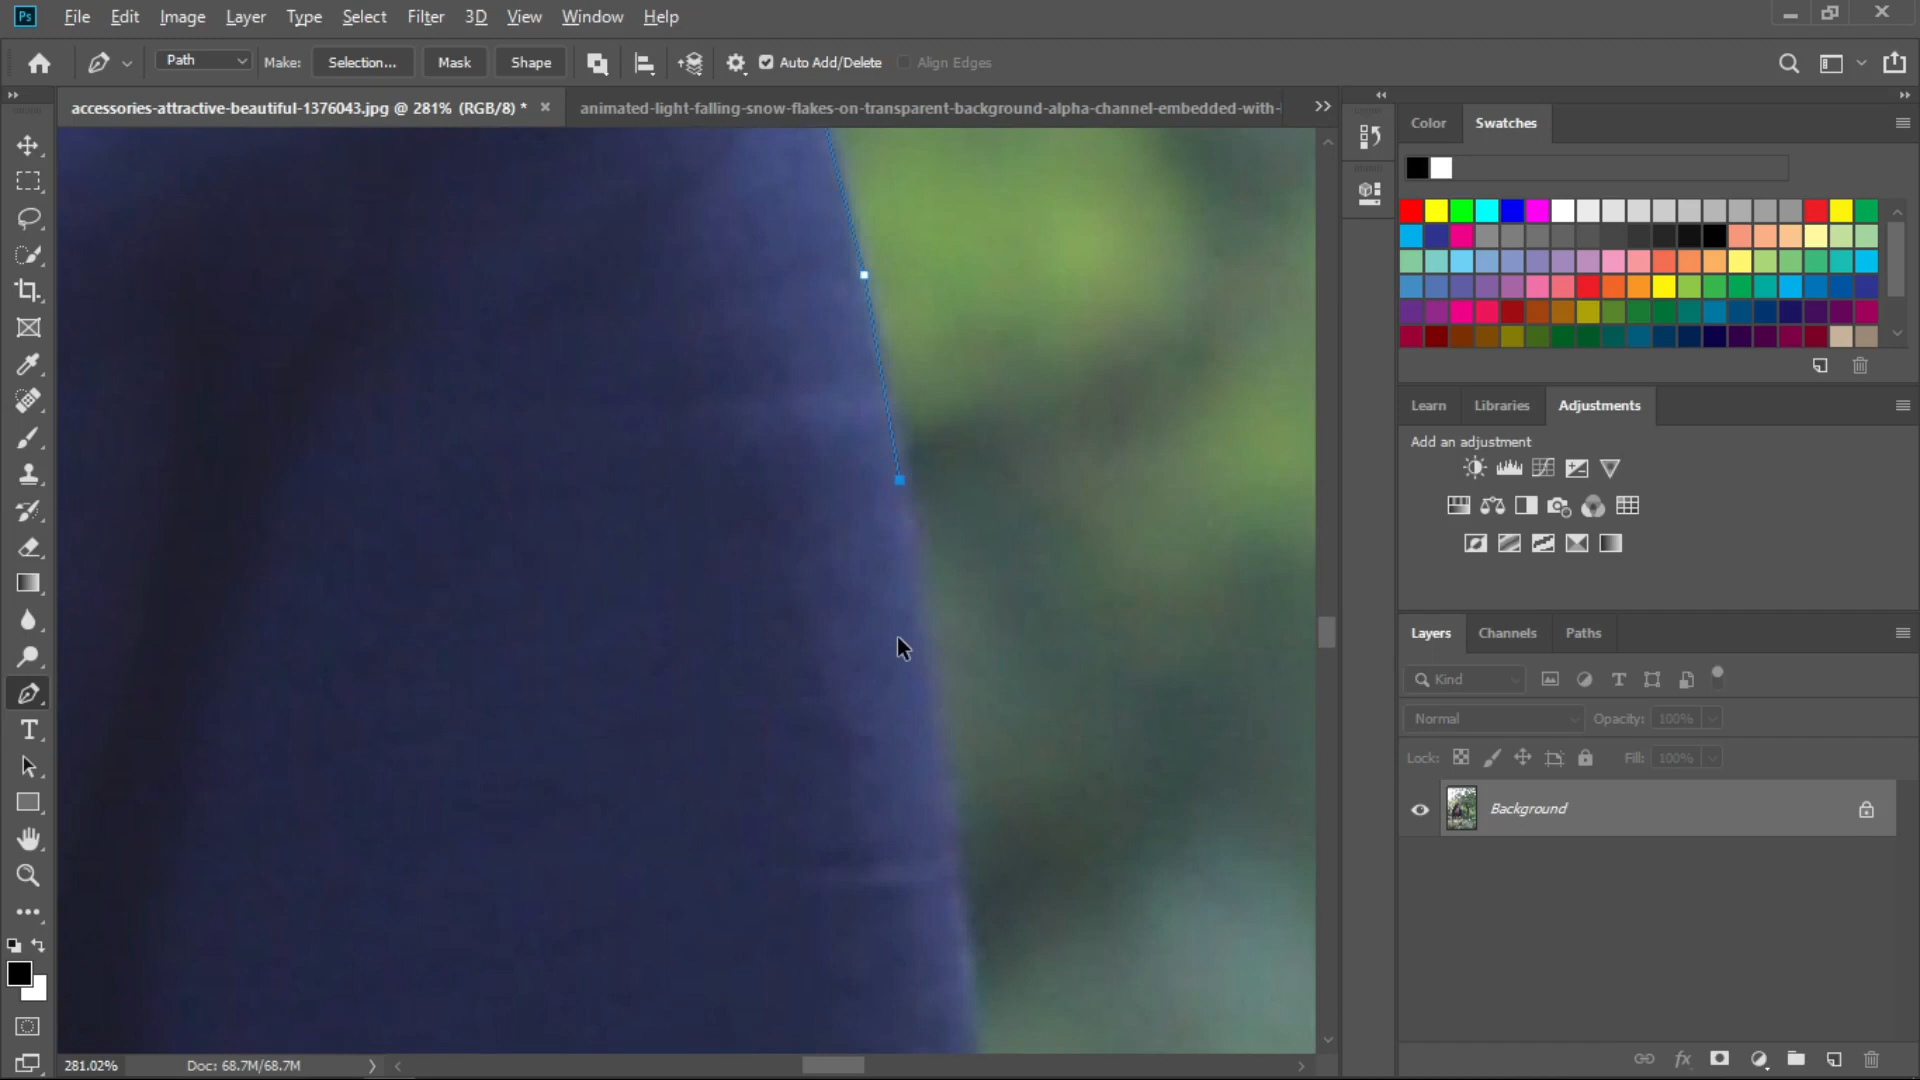 Ps File Edit Image Layer Type Select Filter 3D View Window Help
Path Make: Selection... Mask Shape Auto Add/Delete Align Edges
accessories-attractive-beautiful-1376043.jpg @ 281% (RGB/8) * animated-light-falling-snow-flakes-on-transparent-background-alpha-channel-embedded-with-
Color Swatches
Learn Libraries Adjustments
Add an adjustment
Layers Channels Paths
Kind
Normal Opacity: 100%
Lock: Fill: 100%
Background
281.02% Doc: 68.7M/68.7M